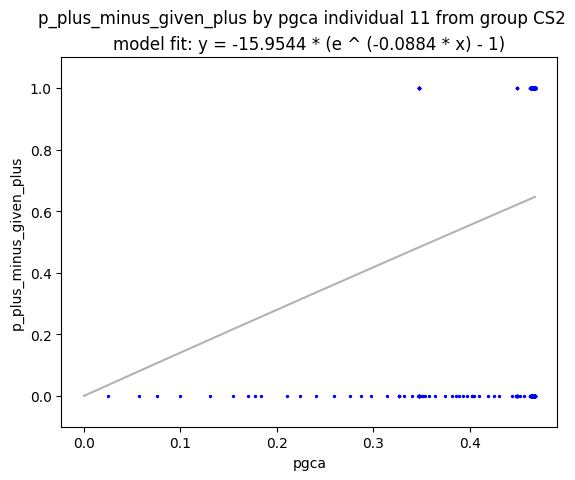 p_plus_minus_given_plus by pgca individual 11 from group CS2
model fit: y = -15.9544 * (e ^ (-0.0884 * x) - 1)
1.0
0.8
0.6
0.4
0.2
0.0
p_plus_minus_given_plus
0.0 0.1 0.2 0.3 0.4
pgca